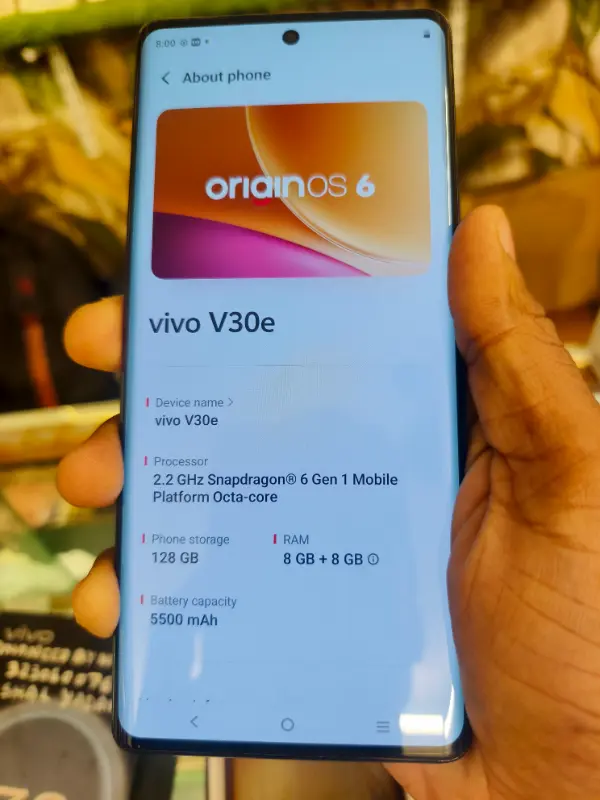 8:00
About phone
OriginOS 6
vivo V30e
Device name >
vivo V30e
Processor
2.2 GHz Snapdragon® 6 Gen 1 Mobile
Platform Octa-core
Phone storage
RAM
128 GB
8 GB + 8 GB
Battery capacity
5500 mAh
vivo